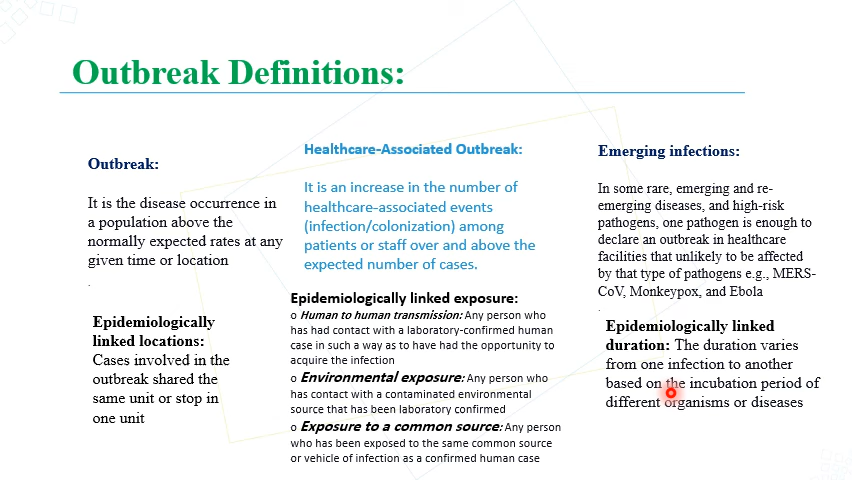 Outbreak Definitions:
Outbreak:
It is the disease occurrence in
a population above the
normally expected rates at any
given time or location
.
Epidemiologically
linked locations:
Cases involved in the
outbreak shared the
same unit or stop in
one unit
Healthcare-Associated Outbreak:
It is an increase in the number of
healthcare-associated events
(infection/colonization) among
patients or staff over and above the
expected number of cases.
Epidemiologically linked exposure:
o Human to human transmission: Any person who
has had contact with a laboratory-confirmed human
case in such a way as to have had the opportunity to
acquire the infection
o Environmental exposure: Any person who
has contact with a contaminated environmental
source that has been laboratory confirmed
o Exposure to a common source: Any person
who has been exposed to the same common source
or vehicle of infection as a confirmed human case
Emerging infections:
In some rare, emerging and re-
emerging diseases, and high-risk
pathogens, one pathogen is enough to
declare an outbreak in healthcare
facilities that unlikely to be affected
by that type of pathogens e.g., MERS-
CoV, Monkeypox, and Ebola
.
Epidemiologically linked
duration: The duration varies
from one infection to another
based on the incubation period of
different organisms or diseases